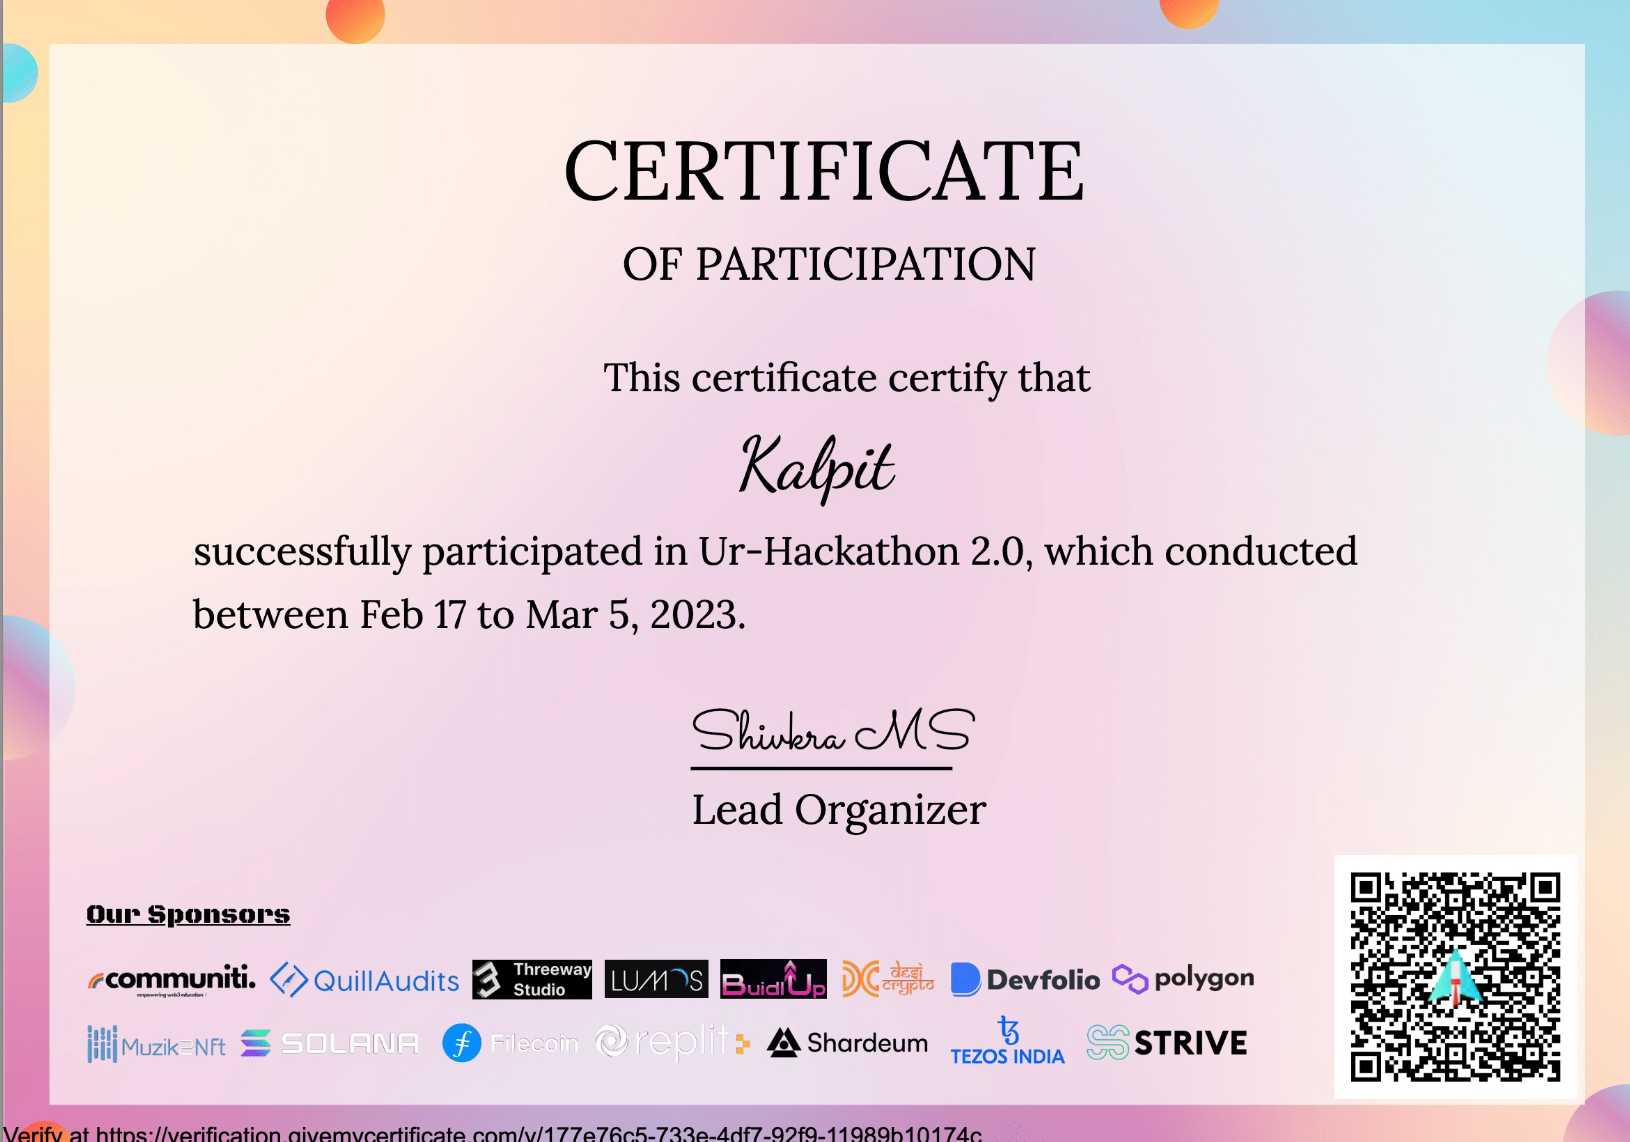 CERTIFICATE
OF PARTICIPATION
This certificate certify that
Kalpit
successfully participated in Ur-Hackathon 2.0, which conducted
between Feb 17 to Mar 5, 2023.
Shivkra MS
Lead Organizer
Our Sponsors
communiti. QuillAudits Threeway Studio LUMOS BuidlUp desi crypto Devfolio polygon
empowering web3 education
Muzik2Nft SOLANA Filecoin replit Shardeum TEZOS INDIA STRIVE
Verify at https://verification.givemycertificate.com/v/177e76c5-733e-4df7-92f9-11989b10174c